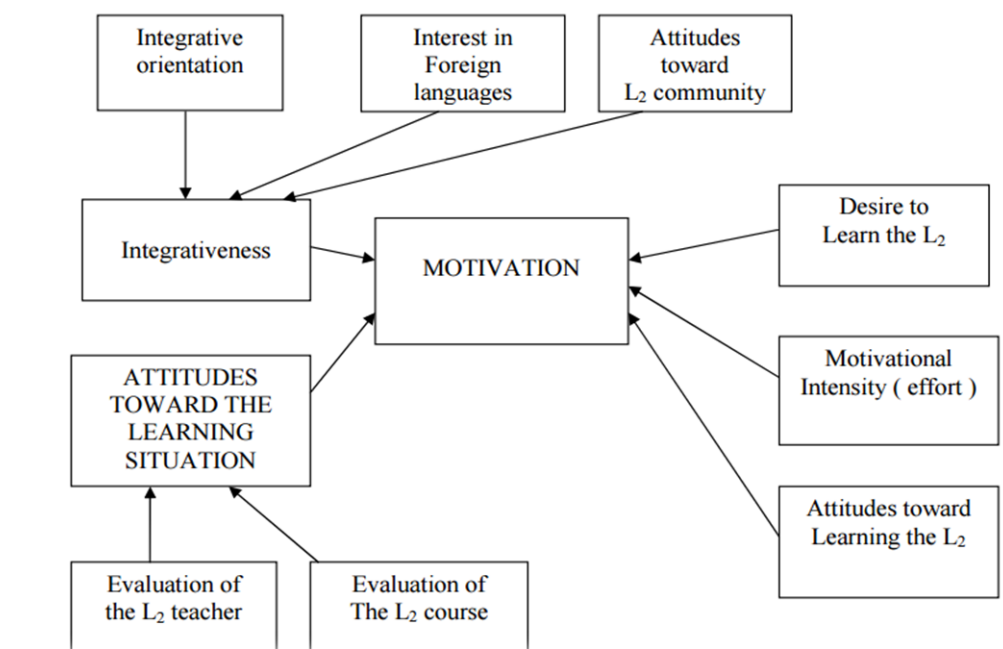 Integrative
orientation
Interest in
Foreign
languages
Attitudes
toward
L₂ community
Integrativeness
MOTIVATION
Desire to
Learn the L₂
ATTITUDES
TOWARD THE
LEARNING
SITUATION
Motivational
Intensity ( effort )
Attitudes toward
Learning the L₂
Evaluation of
the L₂ teacher
Evaluation of
The L₂ course